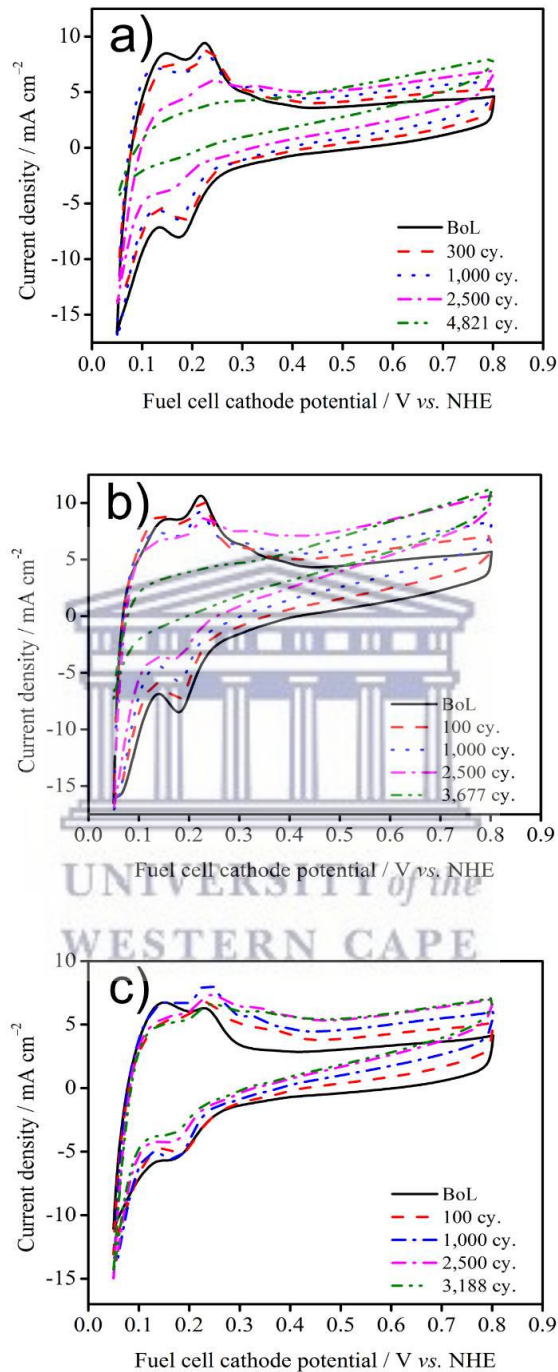 a)
10
5
0
-5
-10
-15
Current density / mA cm⁻²
BoL
300 cy.
1,000 cy.
2,500 cy.
4,821 cy.
0.0 0.1 0.2 0.3 0.4 0.5 0.6 0.7 0.8 0.9
Fuel cell cathode potential / V vs. NHE
b)
10
5
0
-5
-10
-15
Current density / mA cm⁻²
BoL
100 cy.
1,000 cy.
2,500 cy.
3,677 cy.
0.0 0.1 0.2 0.3 0.4 0.5 0.6 0.7 0.8 0.9
Fuel cell cathode potential / V vs. NHE
UNIVERSITY of the
WESTERN CAPE
c)
10
5
0
-5
-10
-15
Current density / mA cm⁻²
BoL
100 cy.
1,000 cy.
2,500 cy.
3,188 cy.
0.0 0.1 0.2 0.3 0.4 0.5 0.6 0.7 0.8 0.9
Fuel cell cathode potential / V vs. NHE